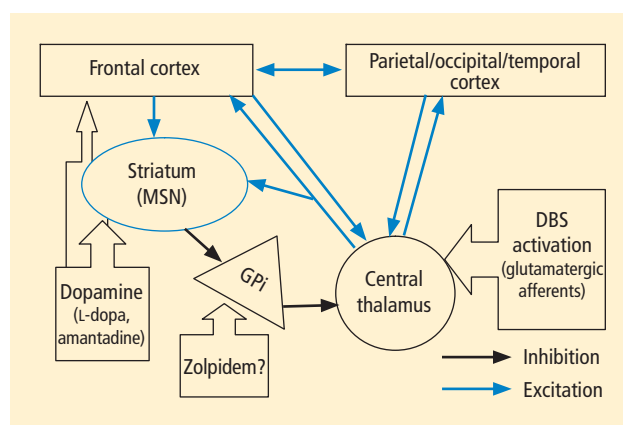 Frontal cortex
Parietal/occipital/temporal
cortex
Striatum
(MSN)
DBS
activation
(glutamatergic
afferents)
GPi
Central
thalamus
Dopamine
(L-dopa,
amantadine)
Zolpidem?
Inhibition
Excitation